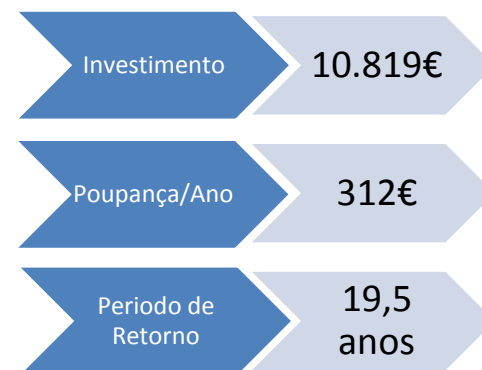 Investimento
10.819€
Poupança/Ano
312€
Periodo de
Retorno
19,5
anos